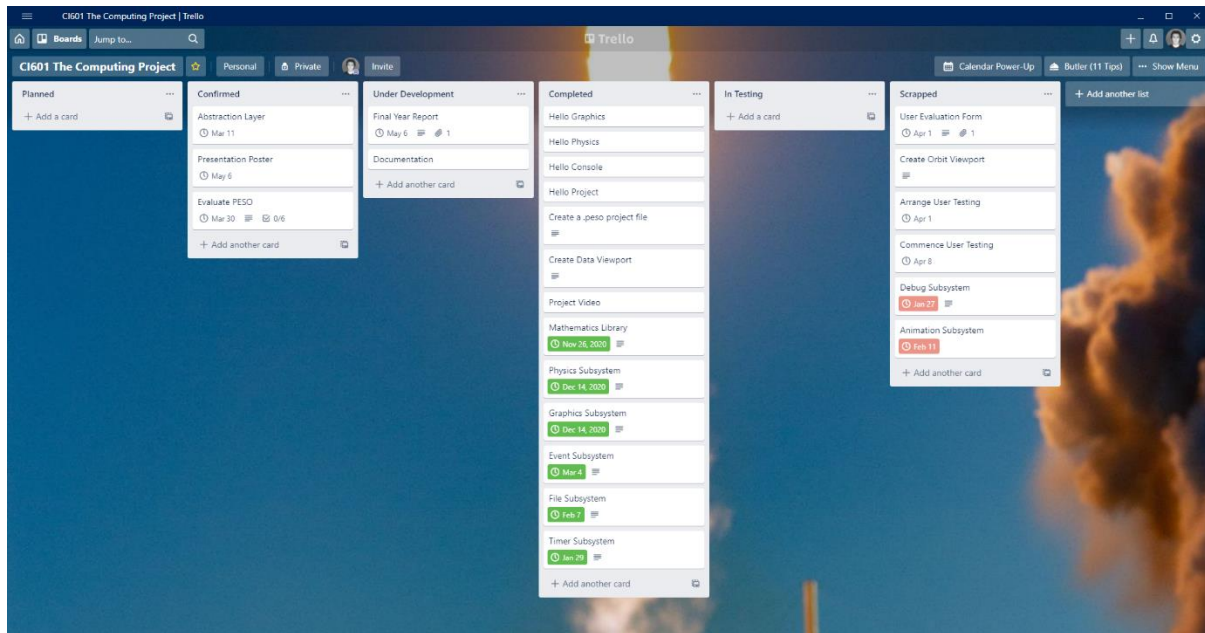 CI601 The Computing Project | Trello
Boards
Jump to...
Trello
CI601 The Computing Project
Personal
Private
Invite
Calendar Power-Up
Butler (11 Tips)
Show Menu
Planned
+ Add a card
Confirmed
Abstraction Layer
Mar 11
Presentation Poster
May 6
Evaluate PESO
Mar 30 0/6
+ Add another card
Under Development
Final Year Report
May 6 1
Documentation
+ Add another card
Completed
Hello Graphics
Hello Physics
Hello Console
Hello Project
Create a .peso project file
Create Data Viewport
Project Video
Mathematics Library
Nov 26, 2020
Physics Subsystem
Dec 14, 2020
Graphics Subsystem
Dec 14, 2020
Event Subsystem
Mar 4
File Subsystem
Feb 7
Timer Subsystem
Jan 29
+ Add another card
In Testing
+ Add a card
Scrapped
User Evaluation Form
Apr 1 1
Create Orbit Viewport
Arrange User Testing
Apr 1
Commence User Testing
Apr 8
Debug Subsystem
Jan 27
Animation Subsystem
Feb 11
+ Add another card
+ Add another list